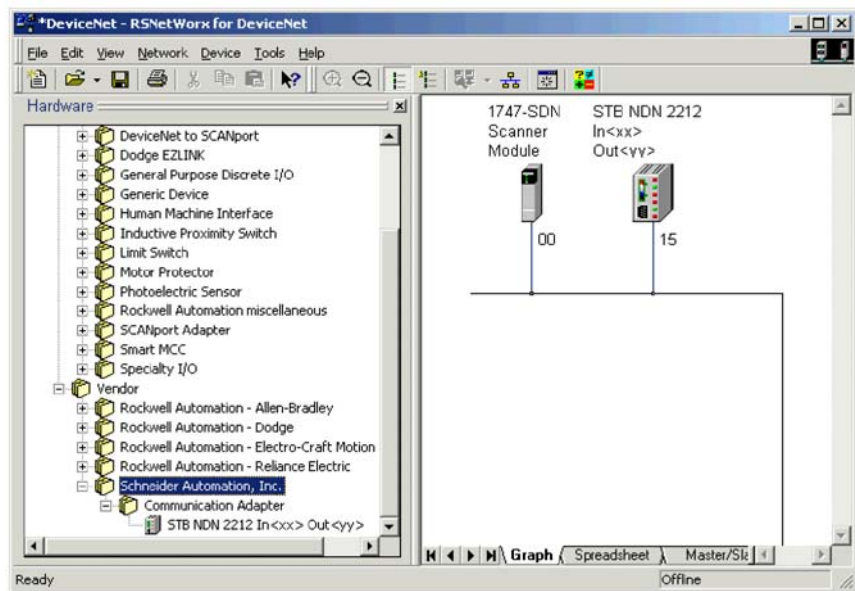 *DeviceNet - RSNetWorx for DeviceNet
File Edit View Network Device Tools Help
Hardware
DeviceNet to SCANport
Dodge EZLINK
General Purpose Discrete I/O
Generic Device
Human Machine Interface
Inductive Proximity Switch
Limit Switch
Motor Protector
Photoelectric Sensor
Rockwell Automation miscellaneous
SCANport Adapter
Smart MCC
Specialty I/O
Vendor
Rockwell Automation - Allen-Bradley
Rockwell Automation - Dodge
Rockwell Automation - Electro-Craft Motion
Rockwell Automation - Reliance Electric
Schneider Automation, Inc.
Communication Adapter
STB NDN 2212 In<xx> Out<yy>
1747-SDN
Scanner
Module
00
STB NDN 2212
In<xx>
Out<yy>
15
Graph Spreadsheet Master/Sla
Ready Offline